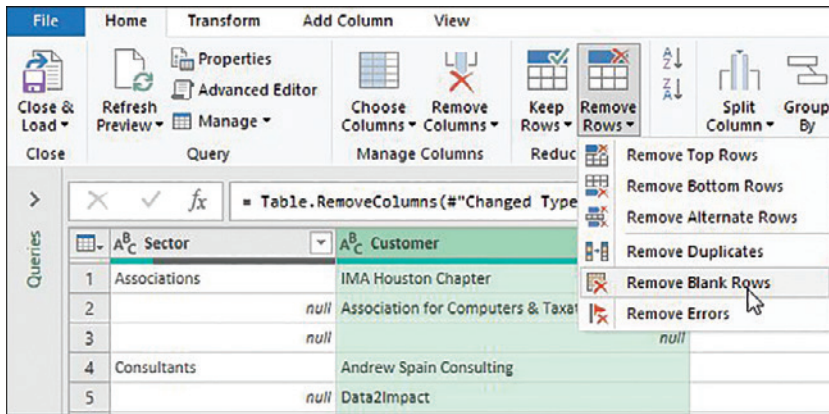 File Home Transform Add Column View
Properties
Advanced Editor
Manage
Close & Load
Refresh Preview
Choose Columns
Remove Columns
Keep Rows
Remove Rows
A Z
Z A
Split Column
Group By
Close Query Manage Columns Reduc
Remove Top Rows
Remove Bottom Rows
Remove Alternate Rows
Remove Duplicates
Remove Blank Rows
Remove Errors
fx = Table.RemoveColumns(#"Changed Type
Queries
ABC Sector ABC Customer
1 Associations IMA Houston Chapter
2 null Association for Computers & Taxat
3 null null
4 Consultants Andrew Spain Consulting
5 null Data2Impact